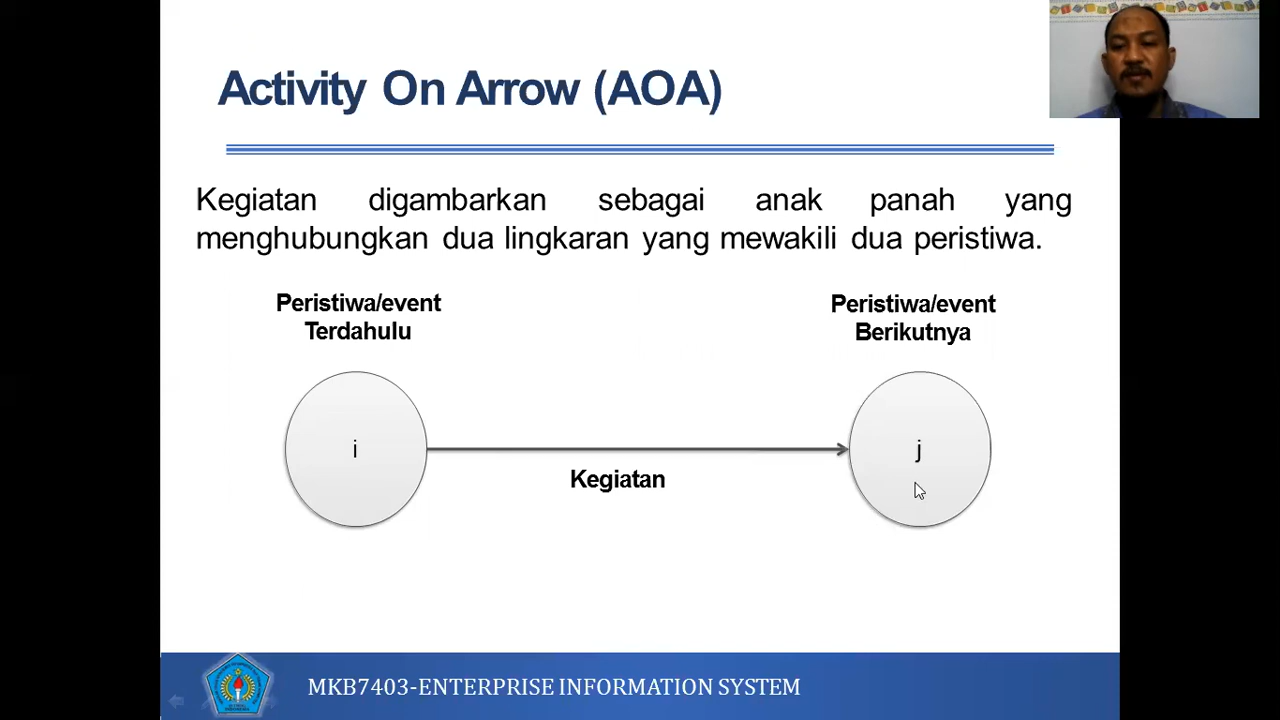 Activity On Arrow (AOA)
Kegiatan digambarkan sebagai anak panah yang
menghubungkan dua lingkaran yang mewakili dua peristiwa.
Peristiwa/event
Terdahulu
Peristiwa/event
Berikutnya
i
j
Kegiatan
MKB7403-ENTERPRISE INFORMATION SYSTEM